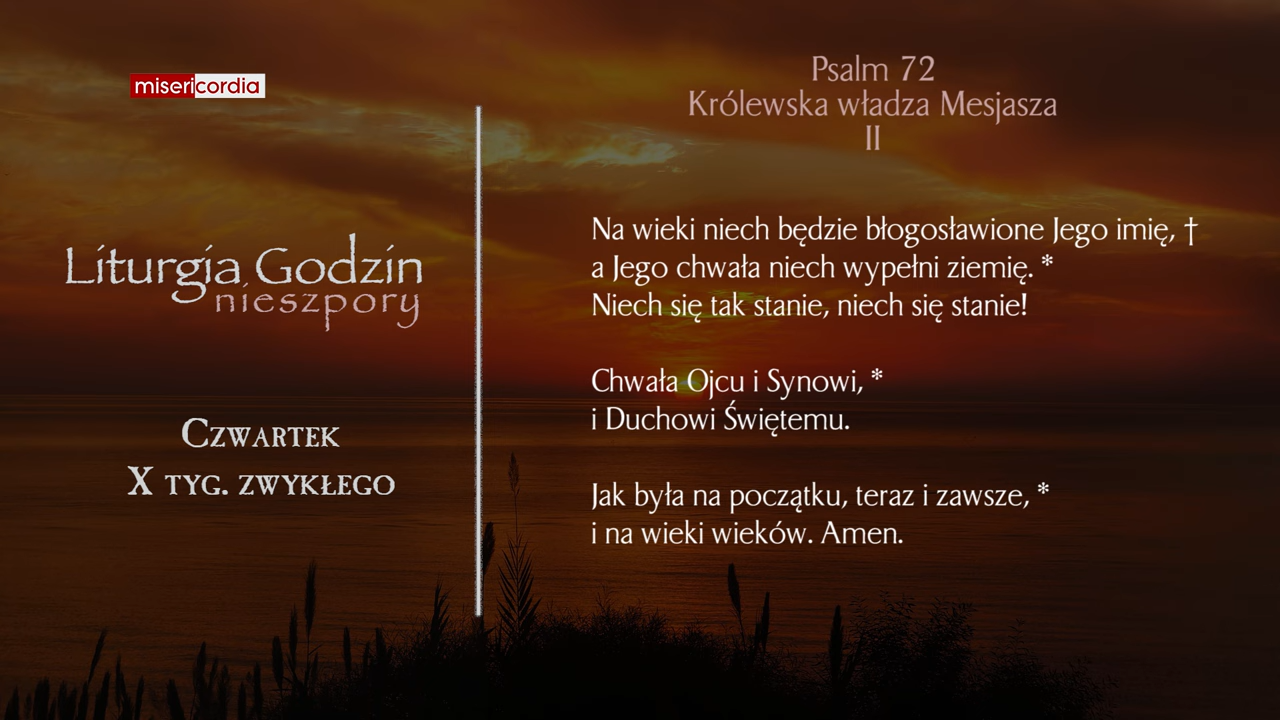 misericordia
Liturgia Godzin
nieszpory
Czwartek
X tyg. zwykłego
Psalm 72
Królewska władza Mesjasza
II
Na wieki niech będzie błogosławione Jego imię, †
a Jego chwała niech wypełni ziemię. *
Niech się tak stanie, niech się stanie!
Chwała Ojcu i Synowi, *
i Duchowi Świętemu.
Jak była na początku, teraz i zawsze, *
i na wieki wieków. Amen.